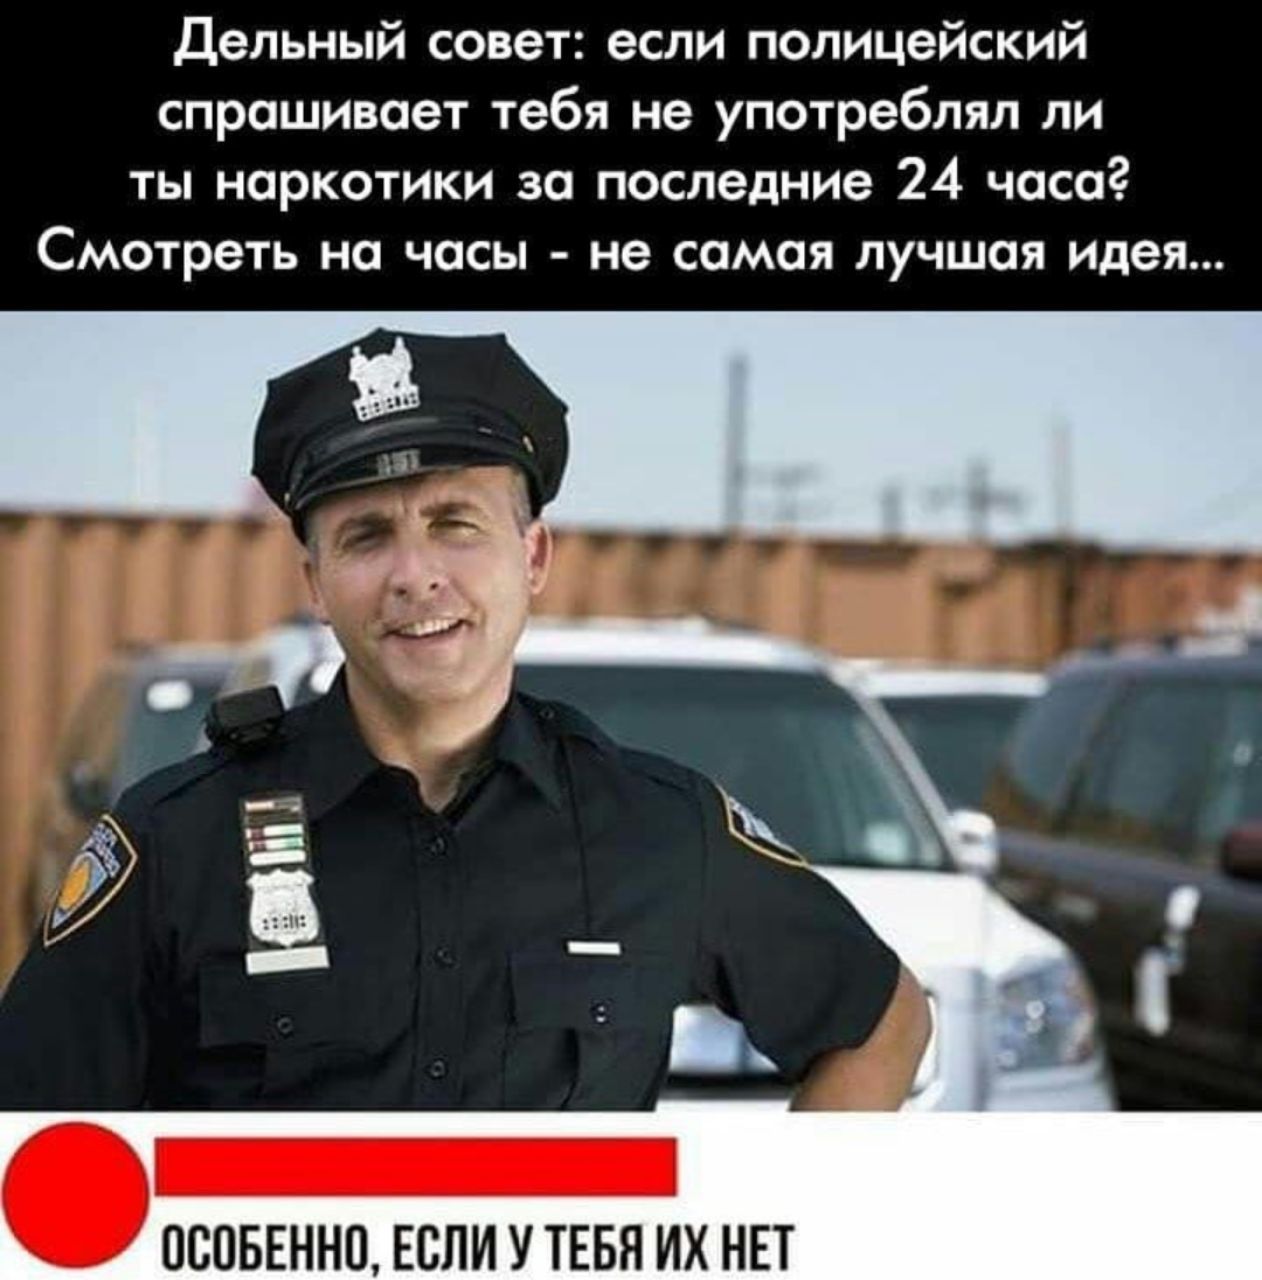 Дельный совет: если полицейский
спрашивает тебя не употреблял ли
ты наркотики за последние 24 часа?
Смотреть на часы - не самая лучшая идея...
ОСОБЕННО, ЕСЛИ У ТЕБЯ ИХ НЕТ